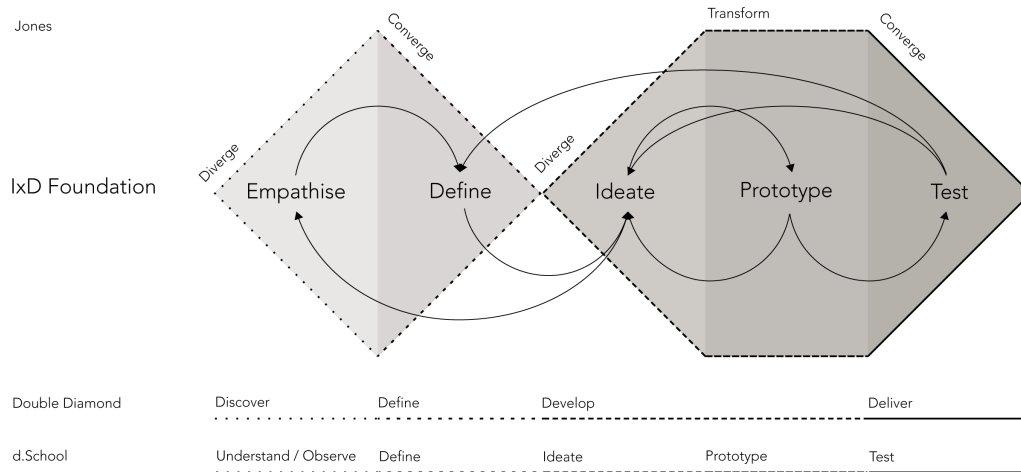 Jones
Diverge
Converge
Diverge
Transform
Converge
IxD Foundation
Empathise
Define
Ideate
Prototype
Test
Double Diamond
Discover
Define
Develop
Deliver
d.School
Understand / Observe
Define
Ideate
Prototype
Test